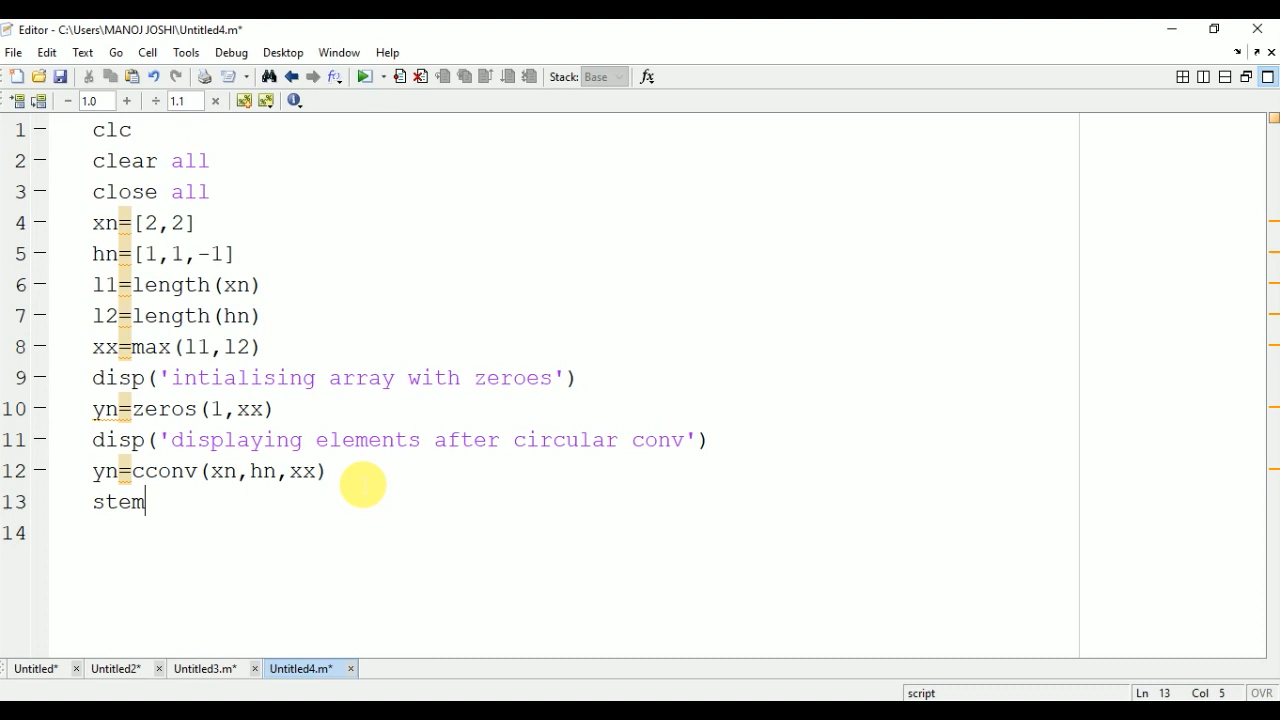 Editor - C:\Users\MANOJ JOSHI\Untitled4.m*
File Edit Text Go Cell Tools Debug Desktop Window Help
Stack: Base fx
− 1.0 + ÷ 1.1 ×
1 − clc
2 − clear all
3 − close all
4 − xn=[2,2]
5 − hn=[1,1,-1]
6 − l1=length(xn)
7 − l2=length(hn)
8 − xx=max(l1,l2)
9 − disp('intialising array with zeroes')
10 − yn=zeros(1,xx)
11 − disp('displaying elements after circular conv')
12 − yn=cconv(xn,hn,xx)
13 stem
14
Untitled* × Untitled2* × Untitled3.m* × Untitled4.m* ×
script Ln 13 Col 5 OVR